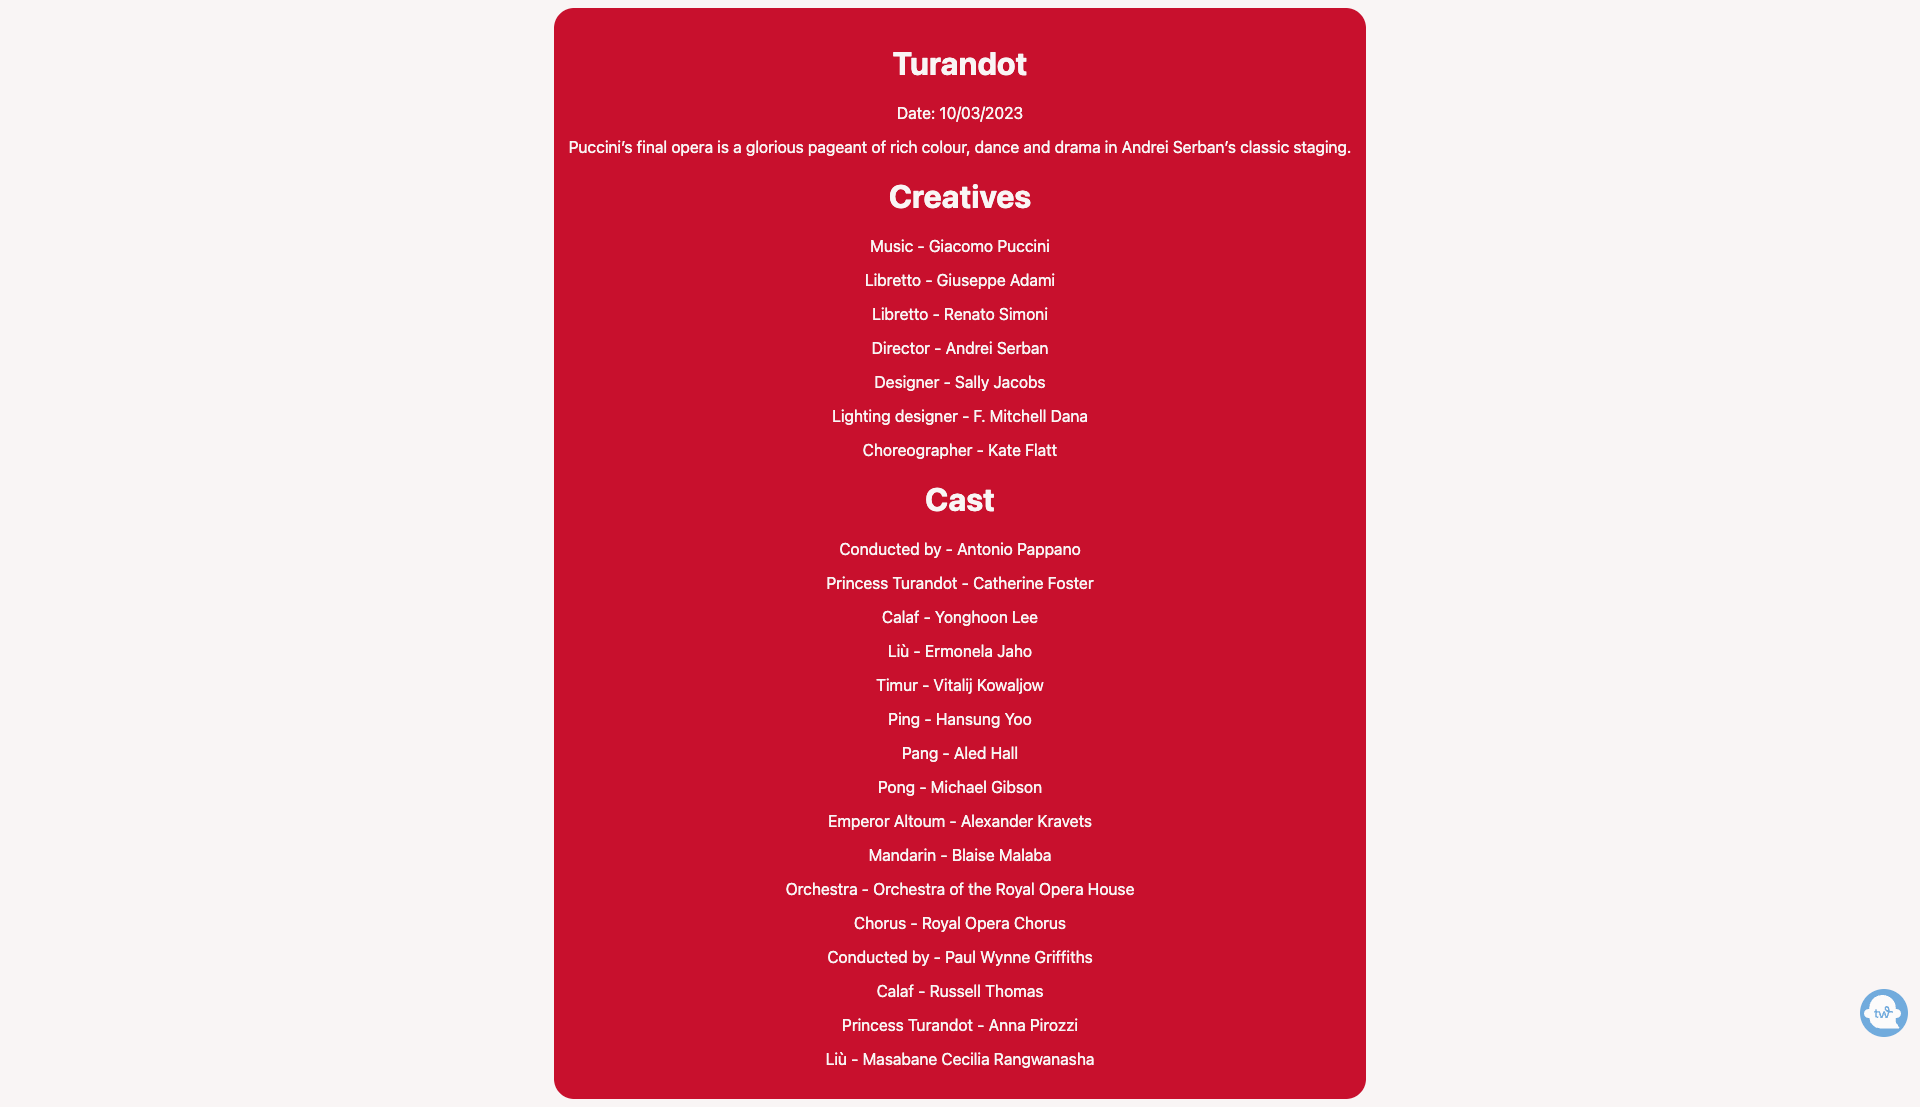 Turandot
Date: 10/03/2023
Puccini’s final opera is a glorious pageant of rich colour, dance and drama in Andrei Serban’s classic staging.
Creatives
Music - Giacomo Puccini
Libretto - Giuseppe Adami
Libretto - Renato Simoni
Director - Andrei Serban
Designer - Sally Jacobs
Lighting designer - F. Mitchell Dana
Choreographer - Kate Flatt
Cast
Conducted by - Antonio Pappano
Princess Turandot - Catherine Foster
Calaf - Yonghoon Lee
Liù - Ermonela Jaho
Timur - Vitalij Kowaljow
Ping - Hansung Yoo
Pang - Aled Hall
Pong - Michael Gibson
Emperor Altoum - Alexander Kravets
Mandarin - Blaise Malaba
Orchestra - Orchestra of the Royal Opera House
Chorus - Royal Opera Chorus
Conducted by - Paul Wynne Griffiths
Calaf - Russell Thomas
Princess Turandot - Anna Pirozzi
Liù - Masabane Cecilia Rangwanasha